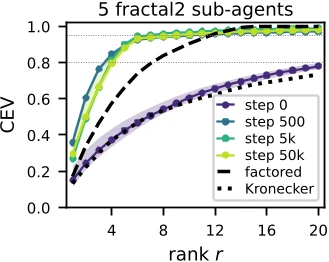 5 fractal2 sub-agents
CEV
1.0
0.8
0.6
0.4
0.2
0.0
step 0
step 500
step 5k
step 50k
factored
Kronecker
4
8
12
16
20
rank r